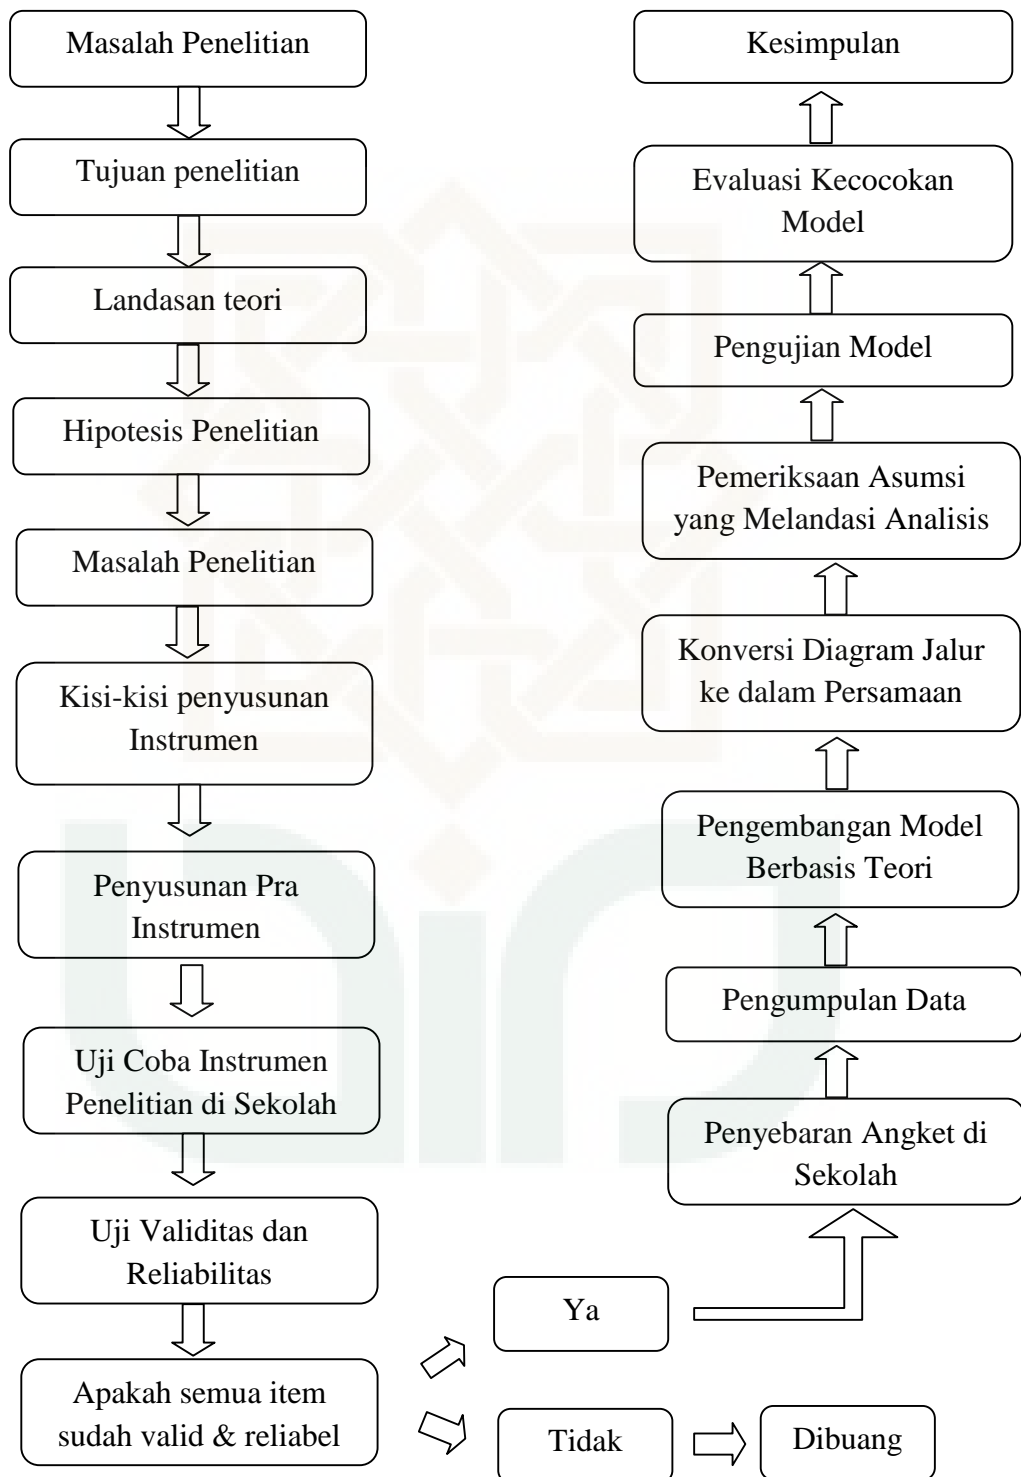 Masalah Penelitian
Tujuan penelitian
Landasan teori
Hipotesis Penelitian
Masalah Penelitian
Kisi-kisi penyusunan
Instrumen
Penyusunan Pra
Instrumen
Uji Coba Instrumen
Penelitian di Sekolah
Uji Validitas dan
Reliabilitas
Apakah semua item
sudah valid & reliabel
Ya
Tidak
Dibuang
Penyebaran Angket di
Sekolah
Pengumpulan Data
Pengembangan Model
Berbasis Teori
Konversi Diagram Jalur
ke dalam Persamaan
Pemeriksaan Asumsi
yang Melandasi Analisis
Pengujian Model
Evaluasi Kecocokan
Model
Kesimpulan